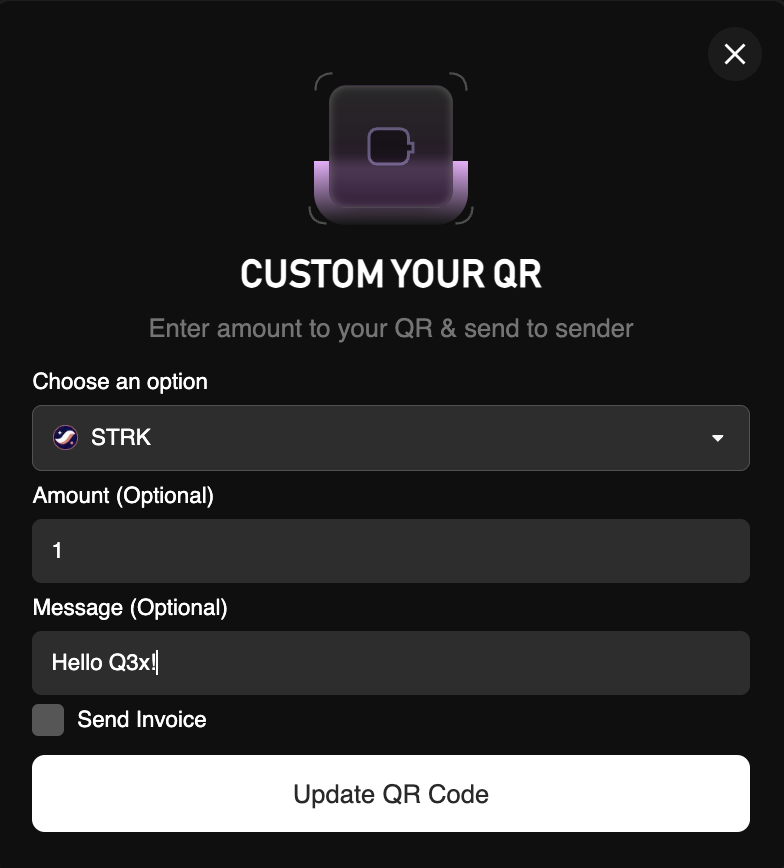 CUSTOM YOUR QR
Enter amount to your QR & send to sender
Choose an option
STRK
Amount (Optional)
1
Message (Optional)
Hello Q3x!
Send Invoice
Update QR Code